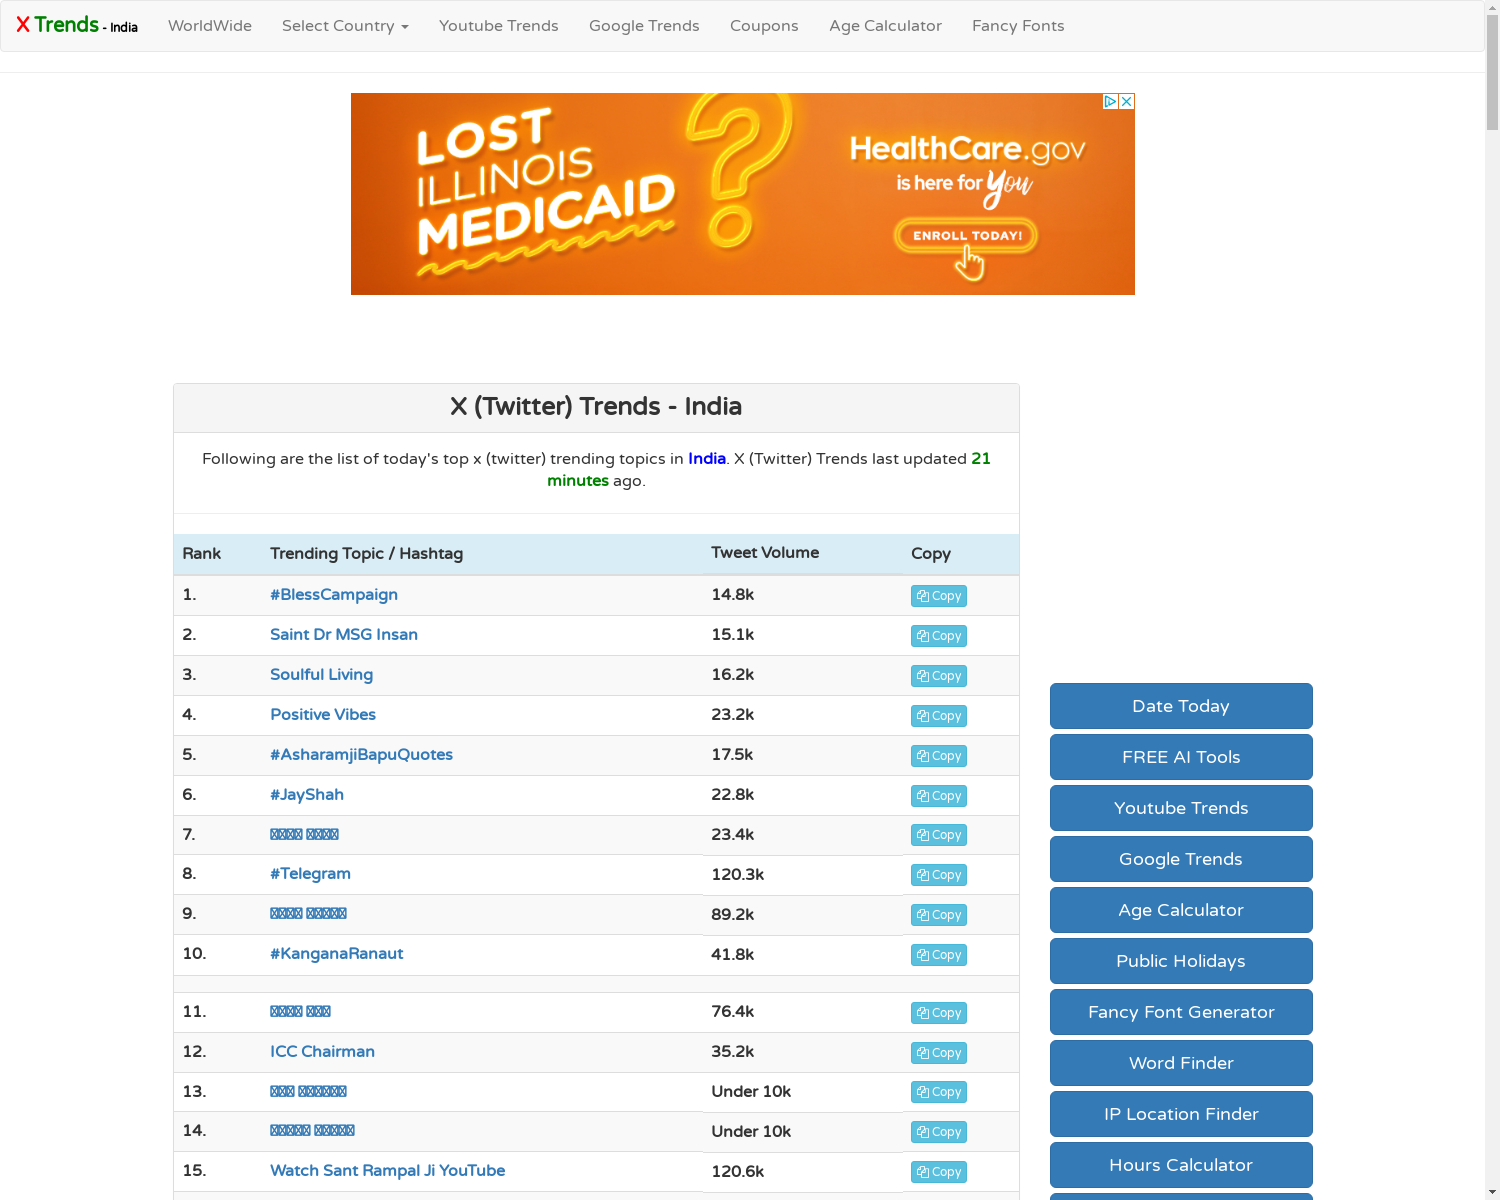 X Trends - India WorldWide Select Country Youtube Trends Google Trends Coupons Age Calculator Fancy Fonts
LOST
ILLINOIS
MEDICAID
?
HealthCare.gov
is here for You
ENROLL TODAY!
X (Twitter) Trends - India
Following are the list of today's top x (twitter) trending topics in India. X (Twitter) Trends last updated 21
minutes ago.
Rank Trending Topic / Hashtag Tweet Volume Copy
1. #BlessCampaign 14.8k Copy
2. Saint Dr MSG Insan 15.1k Copy
3. Soulful Living 16.2k Copy
4. Positive Vibes 23.2k Copy
5. #AsharamjiBapuQuotes 17.5k Copy
6. #JayShah 22.8k Copy
7. 23.4k Copy
8. #Telegram 120.3k Copy
9. 89.2k Copy
10. #KanganaRanaut 41.8k Copy
11. 76.4k Copy
12. ICC Chairman 35.2k Copy
13. Under 10k Copy
14. Under 10k Copy
15. Watch Sant Rampal Ji YouTube 120.6k Copy
Date Today
FREE AI Tools
Youtube Trends
Google Trends
Age Calculator
Public Holidays
Fancy Font Generator
Word Finder
IP Location Finder
Hours Calculator